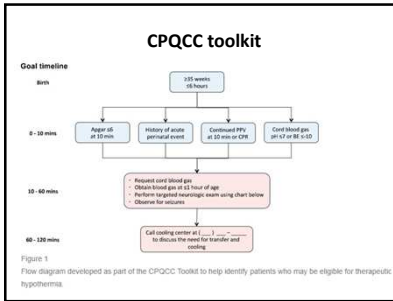 CPQCC toolkit
Goal timeline
Birth
≥35 weeks
≤6 hours
0 - 10 mins
Apgar ≤6
at 10 min
History of acute
perinatal event
Continued PPV
at 10 min or CPR
Cord blood gas
pH ≤7 or BE ≤-10
10 - 60 mins
• Request cord blood gas
• Obtain blood gas at ≤1 hour of age
• Perform targeted neurologic exam using chart below
• Observe for seizures
60 - 120 mins
Call cooling center at (___) ___ – _____
to discuss the need for transfer and
cooling
Figure 1
Flow diagram developed as part of the CPQCC Toolkit to help identify patients who may be eligible for therapeutic
hypothermia